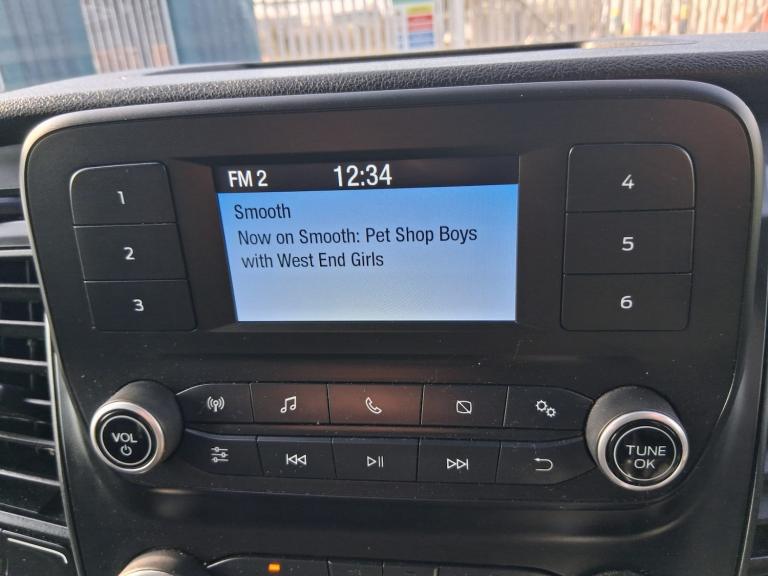 FM 2 12:34
Smooth
Now on Smooth: Pet Shop Boys
with West End Girls
1
2
3
4
5
6
VOL
TUNE
OK